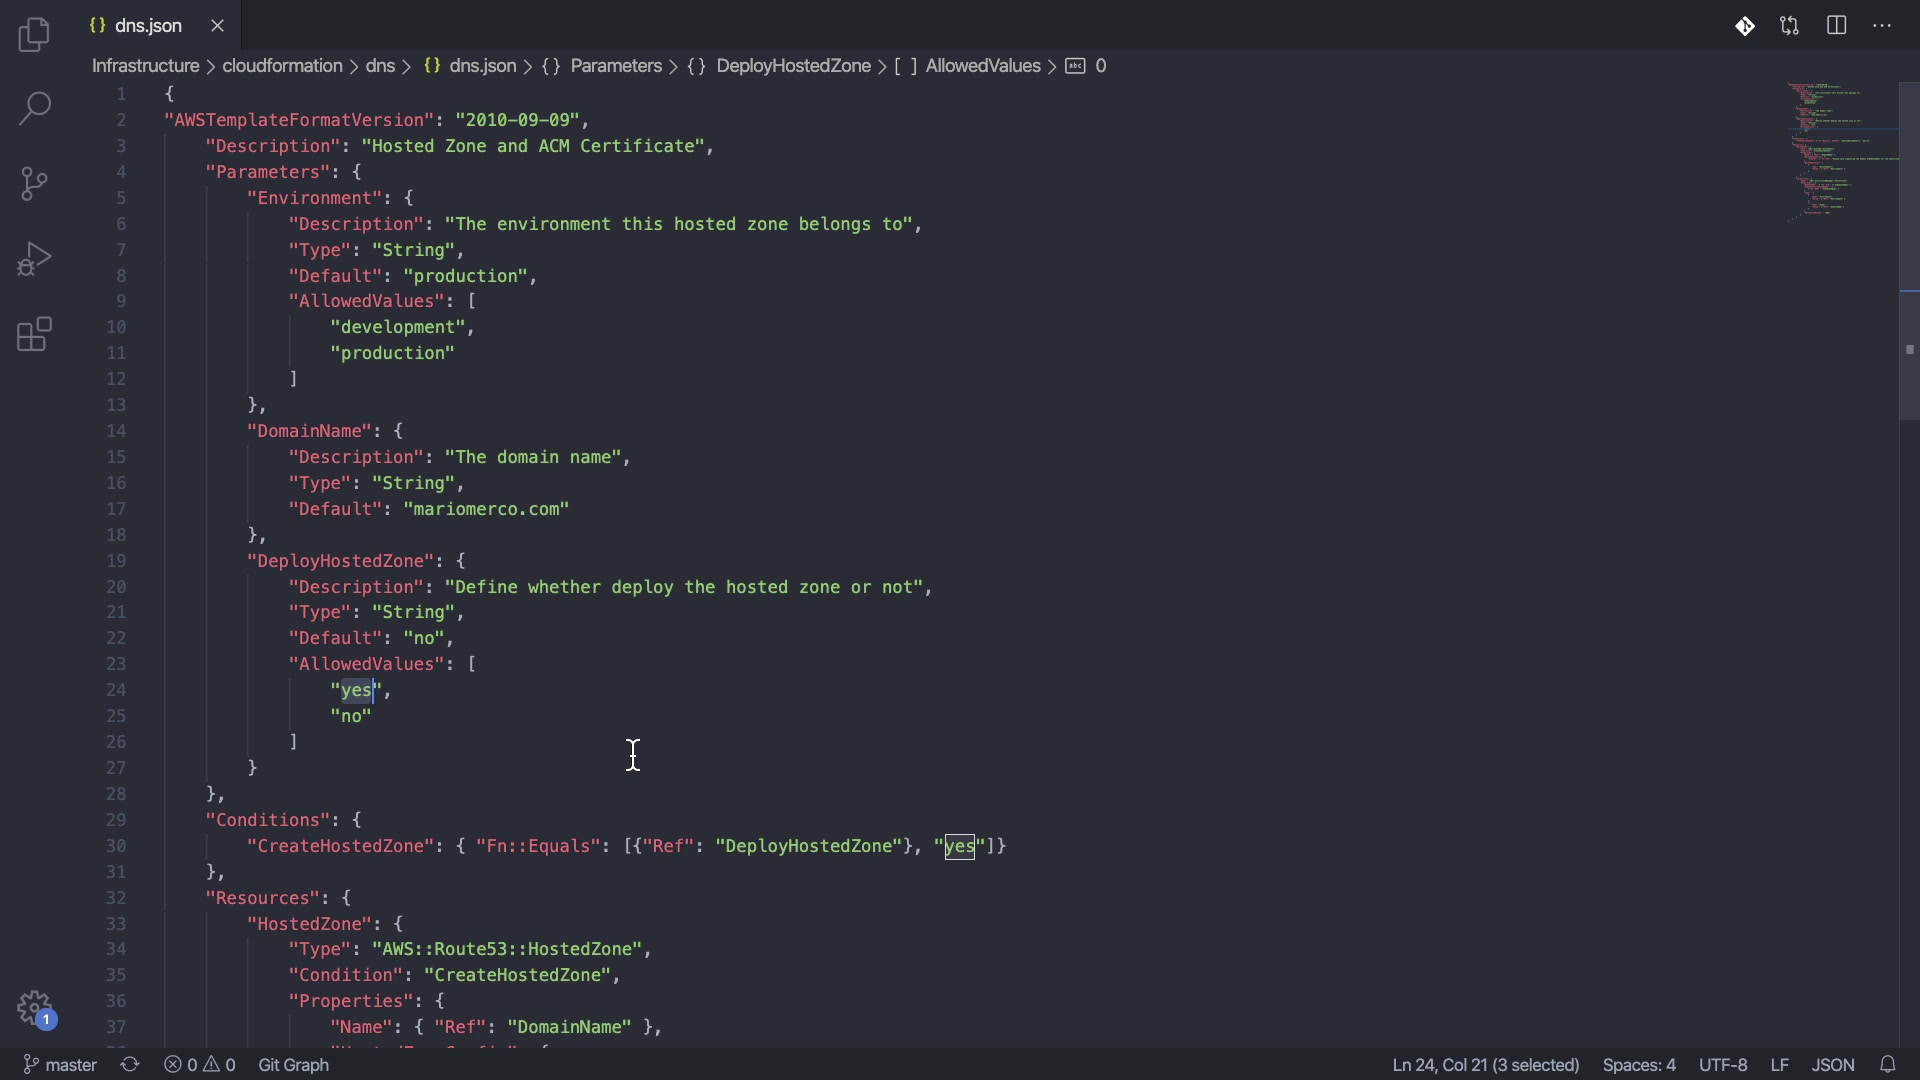 {} dns.json
Infrastructure > cloudformation > dns > {} dns.json > {} Parameters > {} DeployHostedZone > [ ] AllowedValues > abc 0
1 {
2 "AWSTemplateFormatVersion": "2010-09-09",
3 "Description": "Hosted Zone and ACM Certificate",
4 "Parameters": {
5 "Environment": {
6 "Description": "The environment this hosted zone belongs to",
7 "Type": "String",
8 "Default": "production",
9 "AllowedValues": [
10 "development",
11 "production"
12 ]
13 },
14 "DomainName": {
15 "Description": "The domain name",
16 "Type": "String",
17 "Default": "mariomerco.com"
18 },
19 "DeployHostedZone": {
20 "Description": "Define whether deploy the hosted zone or not",
21 "Type": "String",
22 "Default": "no",
23 "AllowedValues": [
24 "yes",
25 "no"
26 ]
27 }
28 },
29 "Conditions": {
30 "CreateHostedZone": { "Fn::Equals": [{"Ref": "DeployHostedZone"}, "yes"]}
31 },
32 "Resources": {
33 "HostedZone": {
34 "Type": "AWS::Route53::HostedZone",
35 "Condition": "CreateHostedZone",
36 "Properties": {
37 "Name": { "Ref": "DomainName" },
1
master 0 0 Git Graph Ln 24, Col 21 (3 selected) Spaces: 4 UTF-8 LF JSON